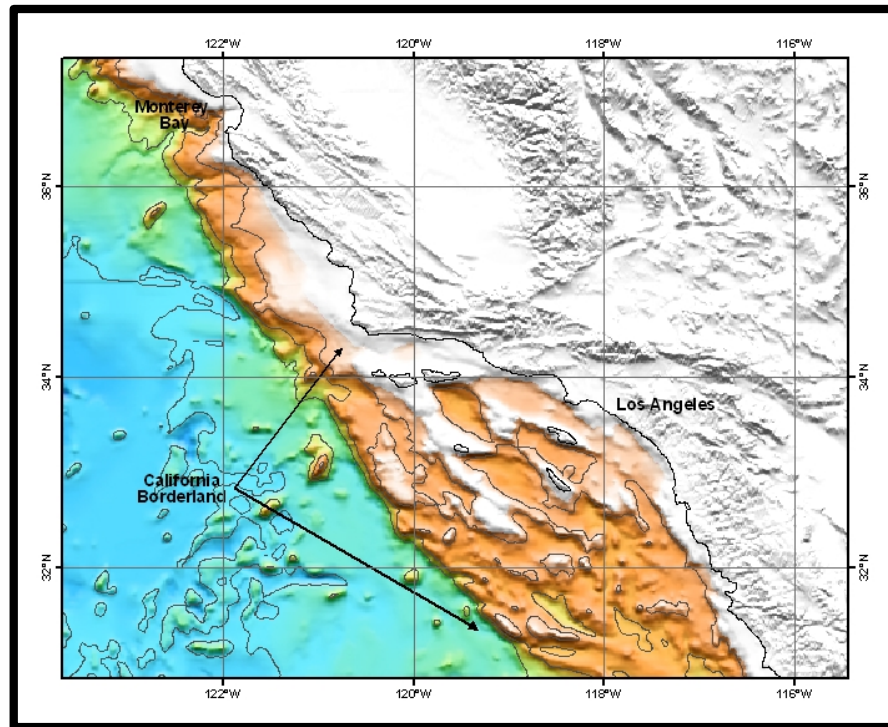 122°W 120°W 118°W 116°W
Monterey
Bay
36°N 36°N
34°N 34°N
Los Angeles
California
Borderland
32°N 32°N
122°W 120°W 118°W 116°W